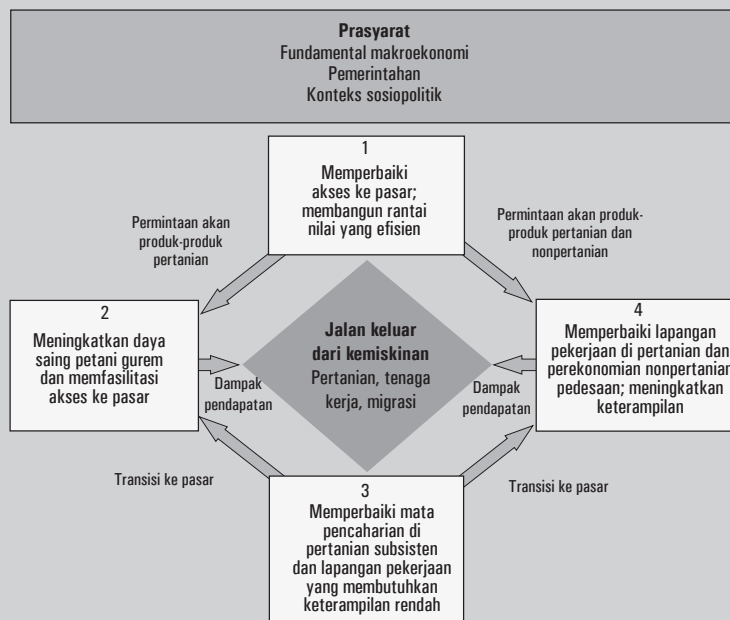 Prasyarat
Fundamental makroekonomi
Pemerintahan
Konteks sosiopolitik
1
Memperbaiki
akses ke pasar;
membangun rantai
nilai yang efisien
Permintaan akan
produk-produk
pertanian
Permintaan akan produk-
produk pertanian dan
nonpertanian
2
Meningkatkan daya
saing petani gurem
dan memfasilitasi
akses ke pasar
Jalan keluar
dari kemiskinan
Pertanian, tenaga
kerja, migrasi
4
Memperbaiki lapangan
pekerjaan di pertanian dan
perekonomian nonpertanian
pedesaan; meningkatkan
keterampilan
Dampak
pendapatan
Dampak
pendapatan
Transisi ke pasar
Transisi ke pasar
3
Memperbaiki mata
pencaharian di
pertanian subsisten
dan lapangan pekerjaan
yang membutuhkan
keterampilan rendah